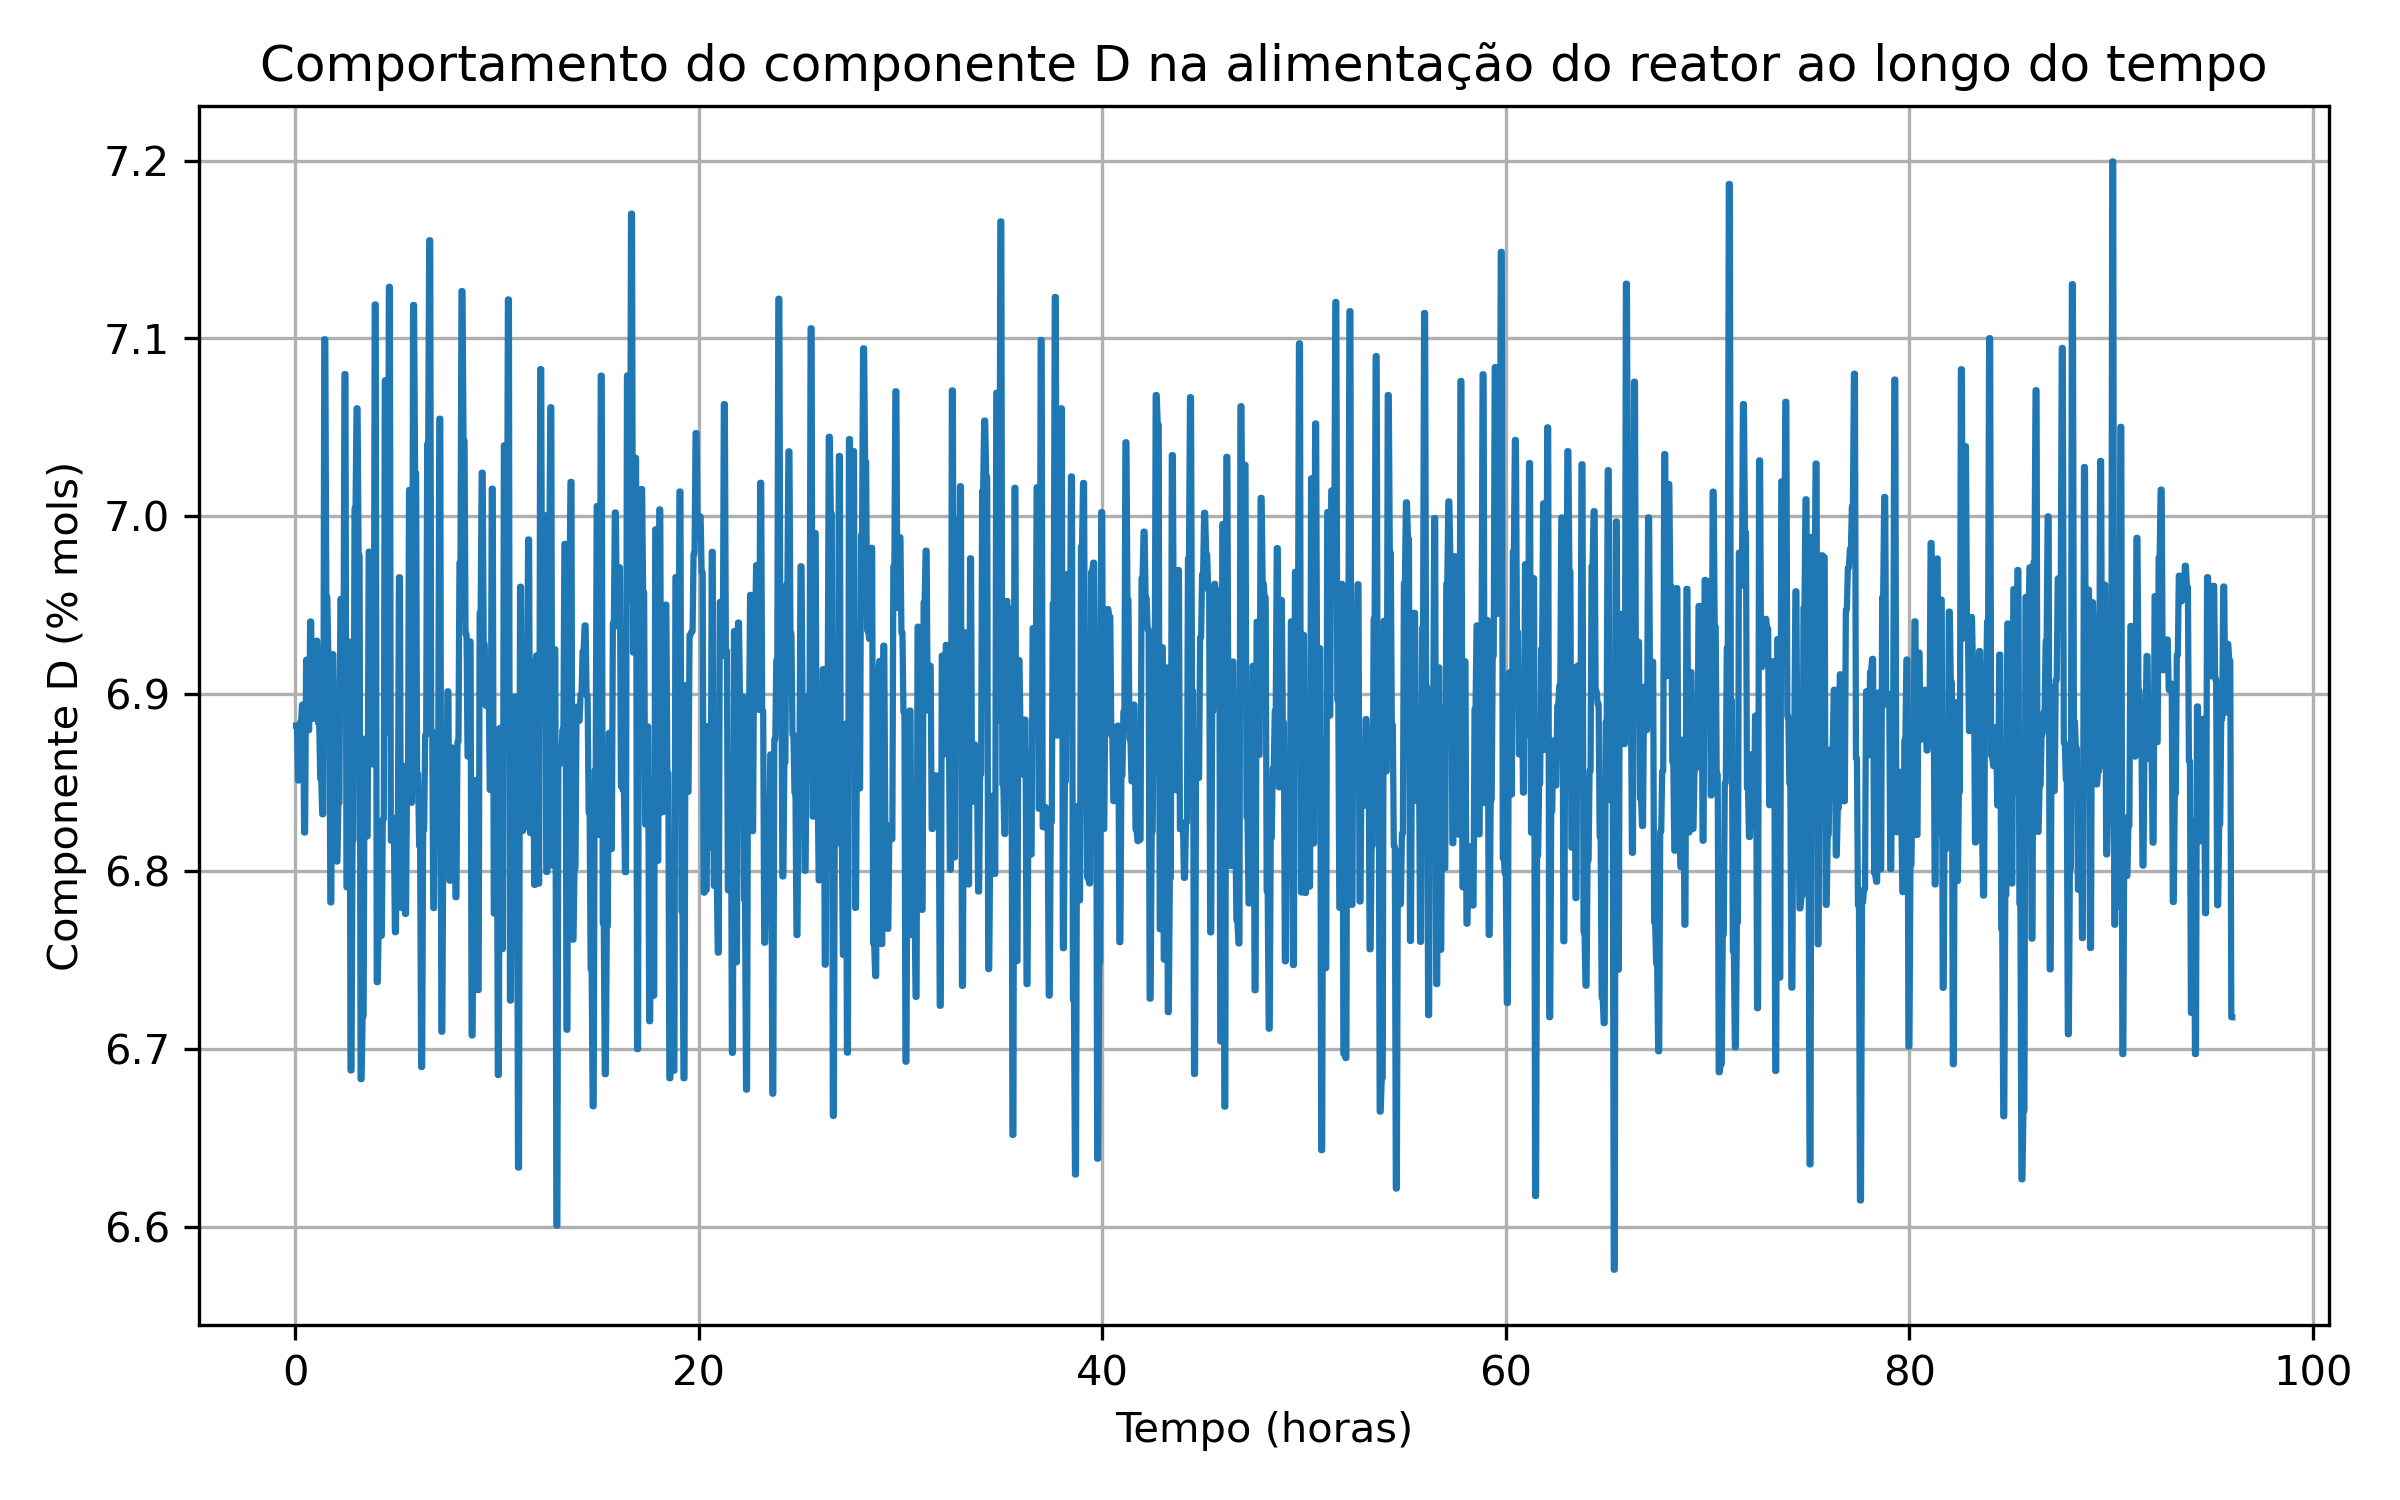 Comportamento do componente D na alimentação do reator ao longo do tempo
7.2
7.1
7.0
6.9
6.8
6.7
6.6
Componente D (% mols)
0 20 40 60 80 100
Tempo (horas)